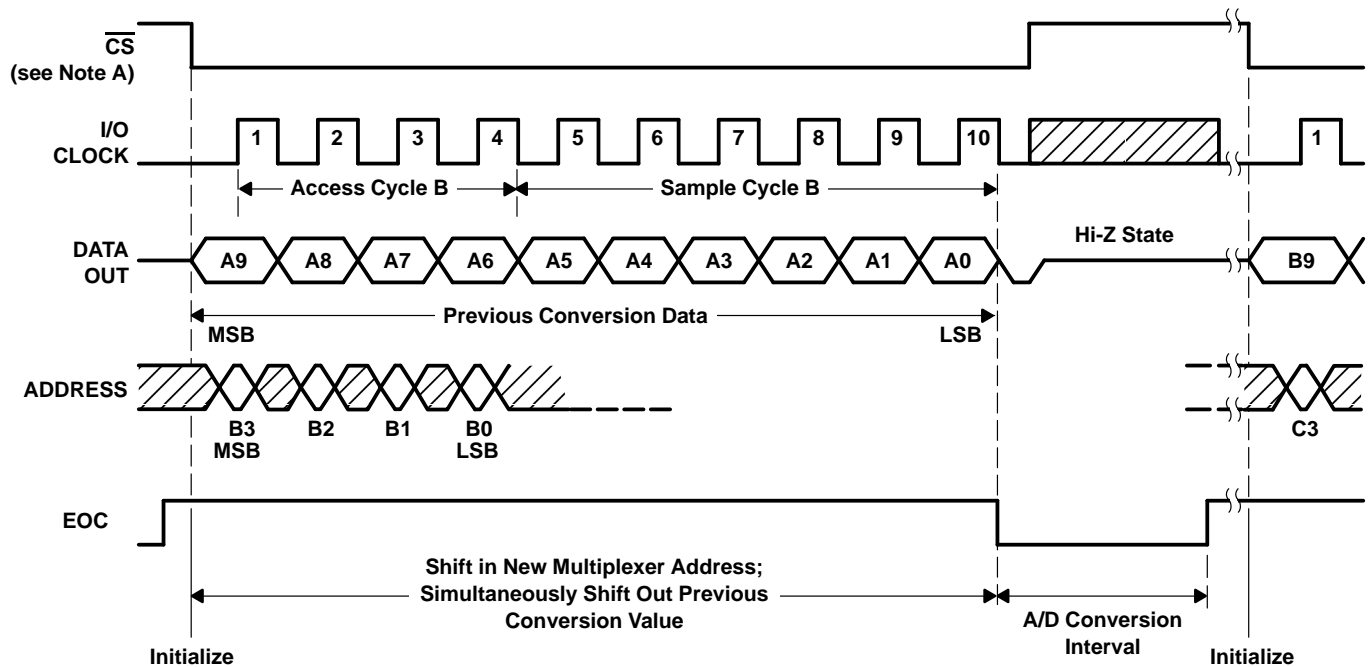 CS
(see Note A)
I/O
CLOCK
1 2 3 4 5 6 7 8 9 10 1
Access Cycle B
Sample Cycle B
DATA
OUT
A9 A8 A7 A6 A5 A4 A3 A2 A1 A0
Hi-Z State
B9
Previous Conversion Data
MSB
LSB
ADDRESS
B3 B2 B1 B0
MSB LSB
C3
EOC
Shift in New Multiplexer Address;
Simultaneously Shift Out Previous
Conversion Value
A/D Conversion
Interval
Initialize
Initialize